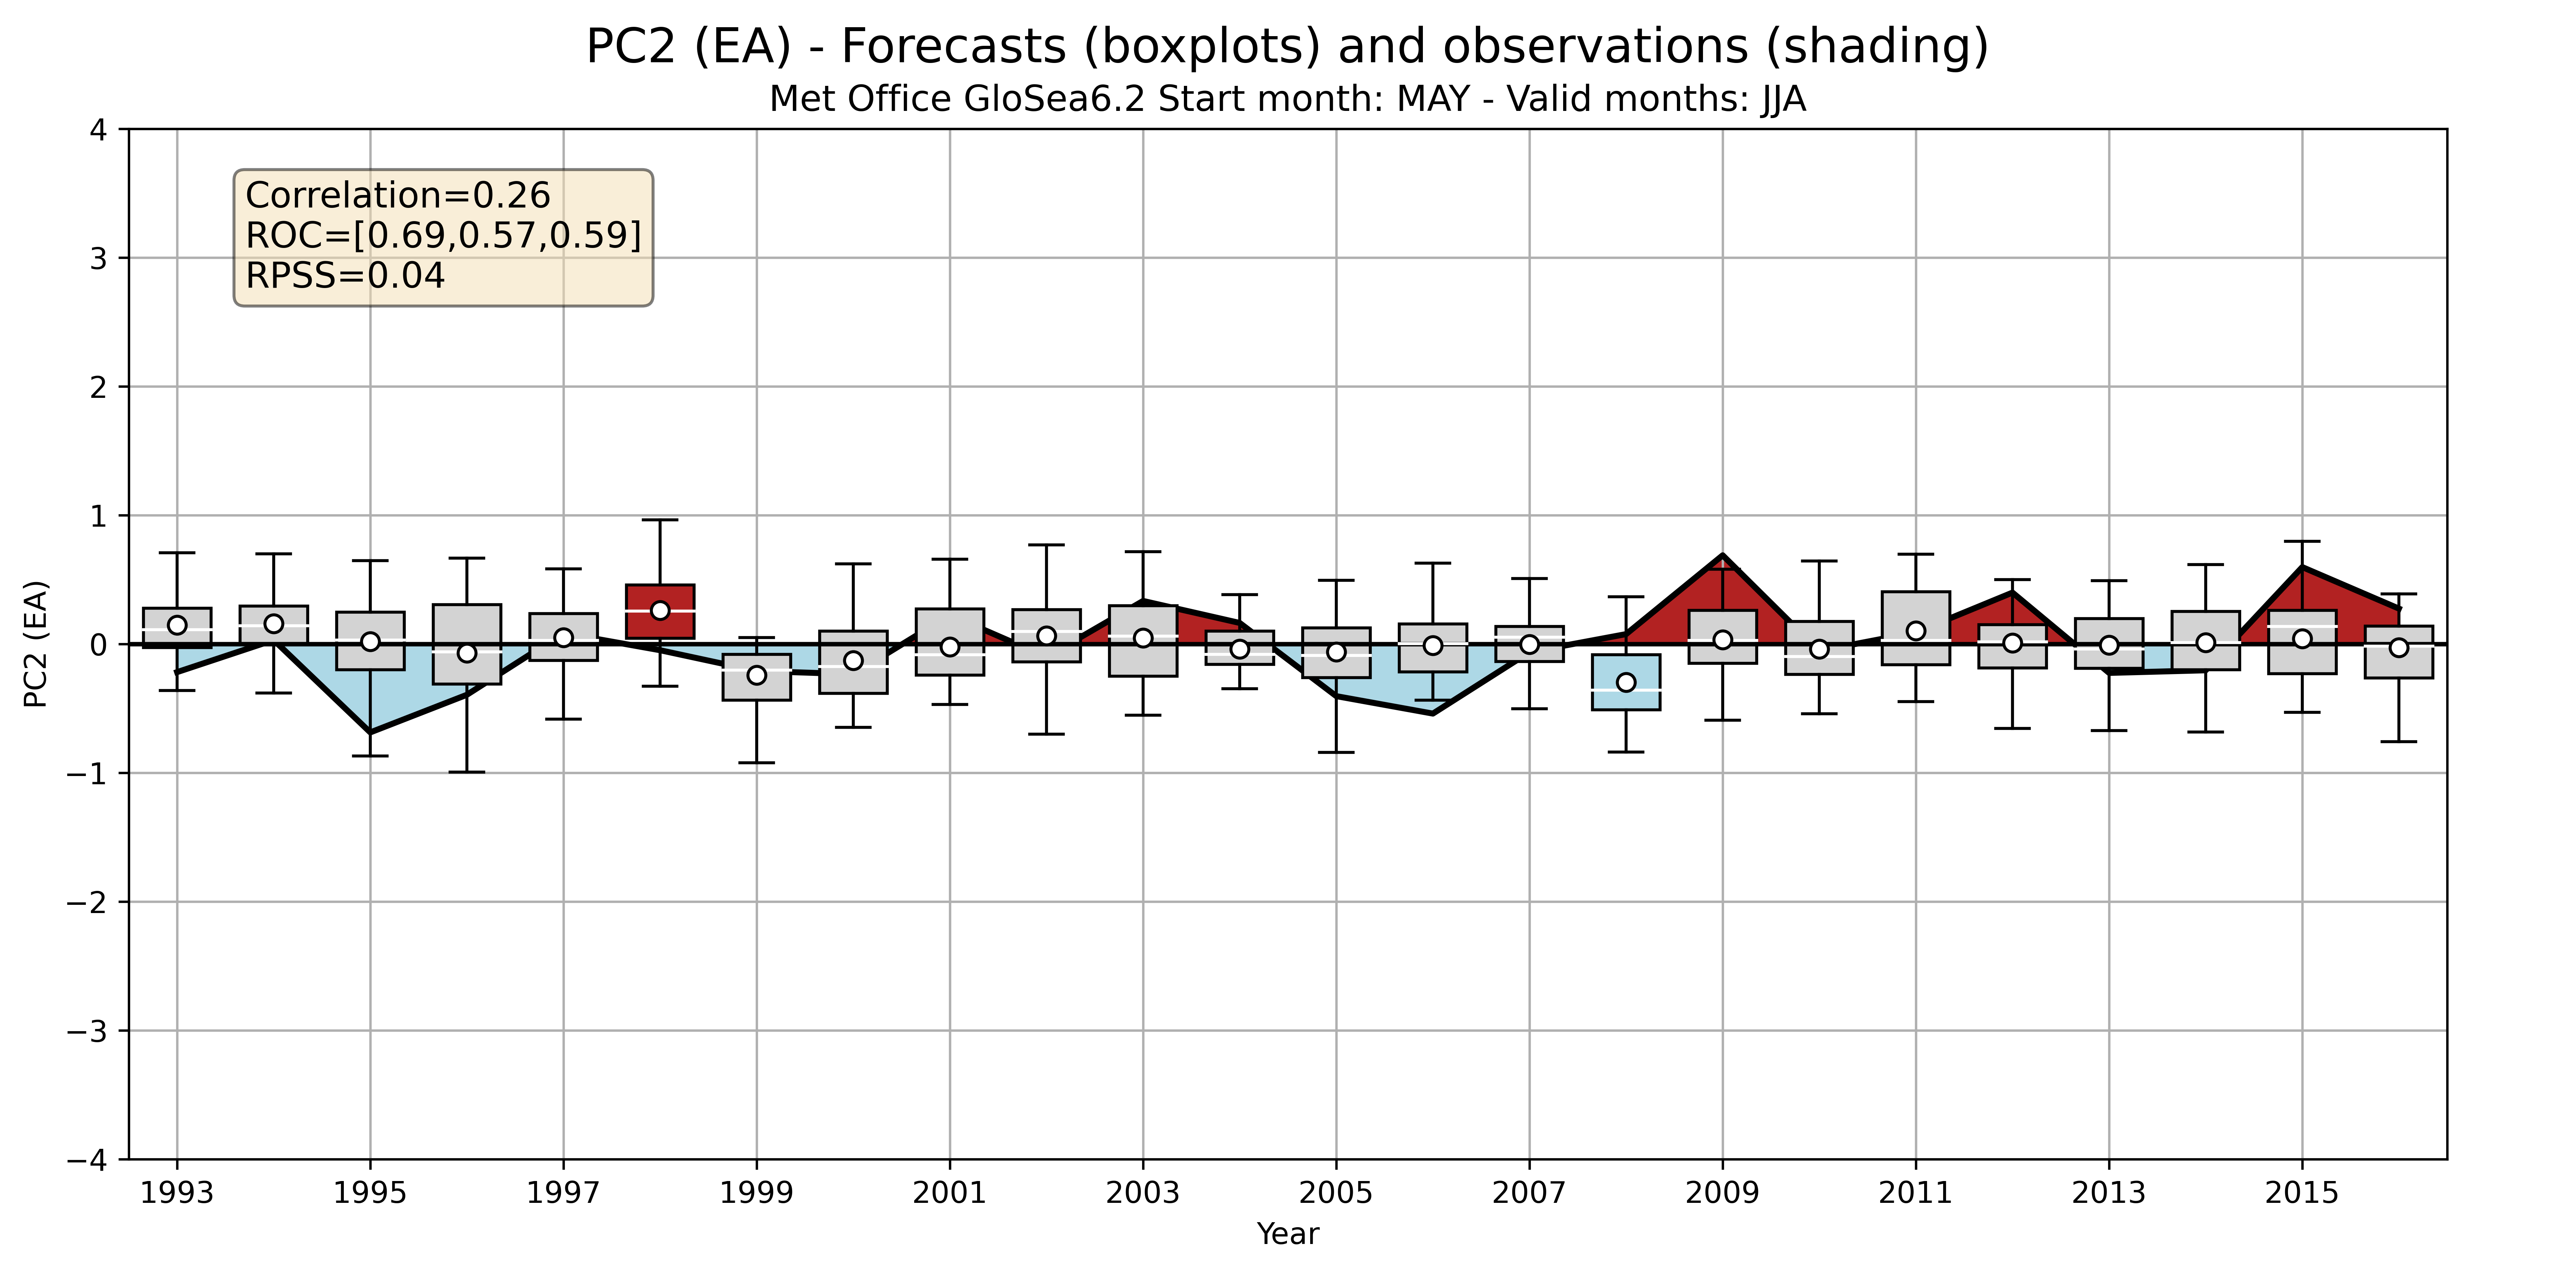 PC2 (EA) - Forecasts (boxplots) and observations (shading)
Met Office GloSea6.2 Start month: MAY - Valid months: JJA
Correlation=0.26
ROC=[0.69,0.57,0.59]
RPSS=0.04
PC2 (EA)
4
3
2
1
0
−1
−2
−3
−4
1993 1995 1997 1999 2001 2003 2005 2007 2009 2011 2013 2015
Year